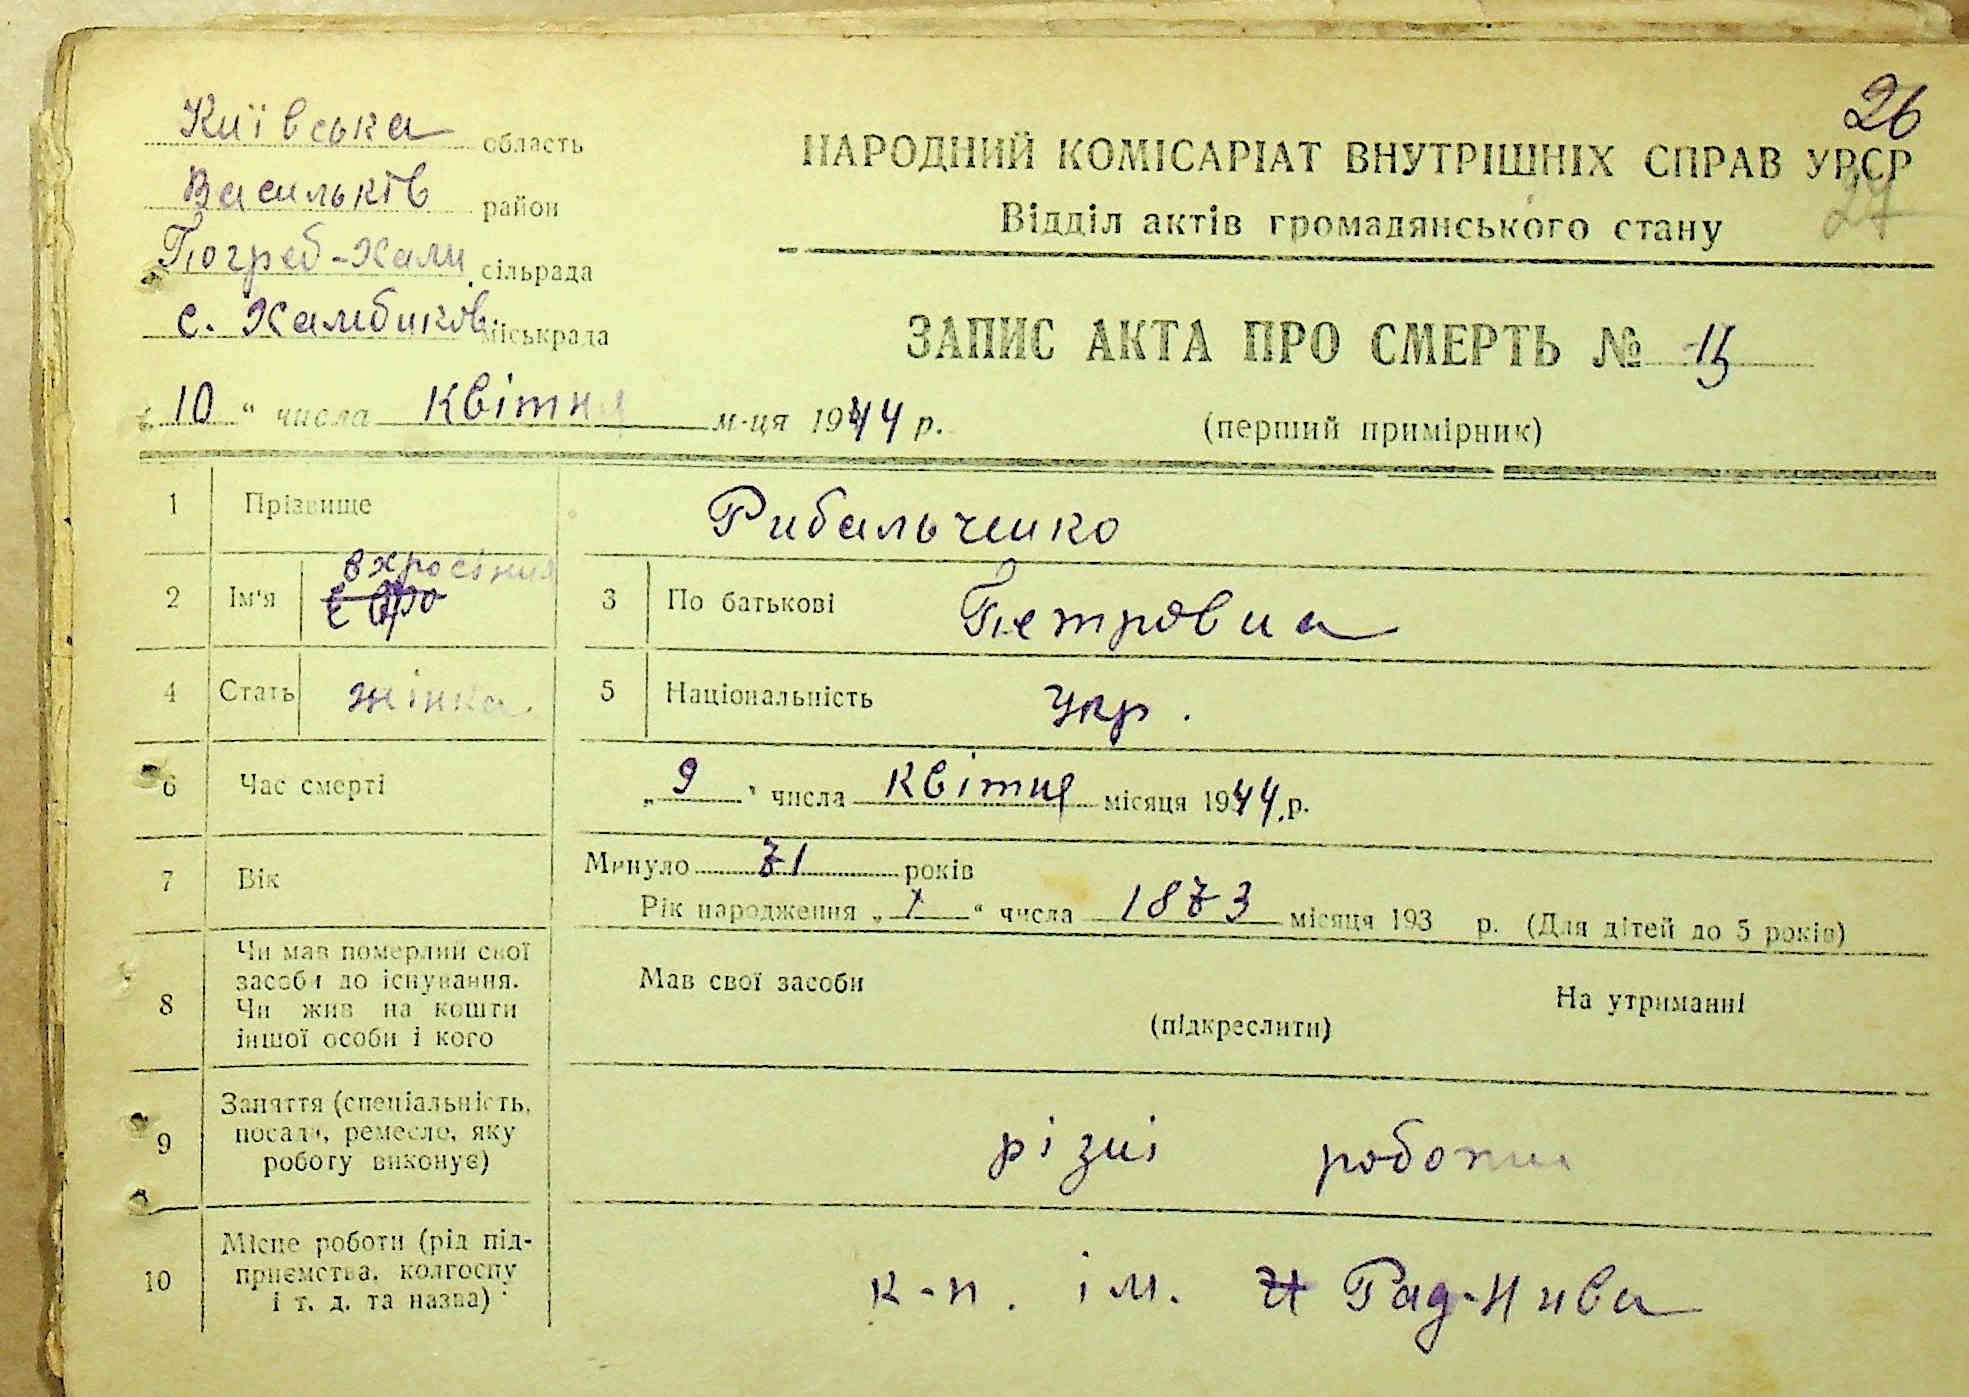 26
27
Київська область
Васильків район
Погреб-Хали сільрада
с. Хамбиков. міськрада
НАРОДНИЙ КОМІСАРІАТ ВНУТРІШНІХ СПРАВ УРСР
Відділ актів громадянського стану
ЗАПИС АКТА ПРО СМЕРТЬ № 15
„10“ числа Квітня м-ця 1944 р.
(перший примірник)
1 Прізвище Рибальченко
2 Ім'я 3 По батькові Петровна
4 Стать жінка. 5 Національність Укр.
6 Час смерті „9“ числа Квітня місяця 1944 р.
7 Вік Минуло 71 років
Рік народження „ “ числа 1873 місяця 193 р. (Для дітей до 5 років)
8 Чи мав померлий свої
засоби до існування.
Чи жив на кошти
іншої особи і кого
Мав свої засоби
На утриманні
(підкреслити)
9 Заняття (спеціальність,
посада, ремесло, яку
роботу виконує)
різні роботи
10 Місце роботи (рід під-
приємства, колгоспу
і т. д. та назва)
к-п. ім. Рад-Нива